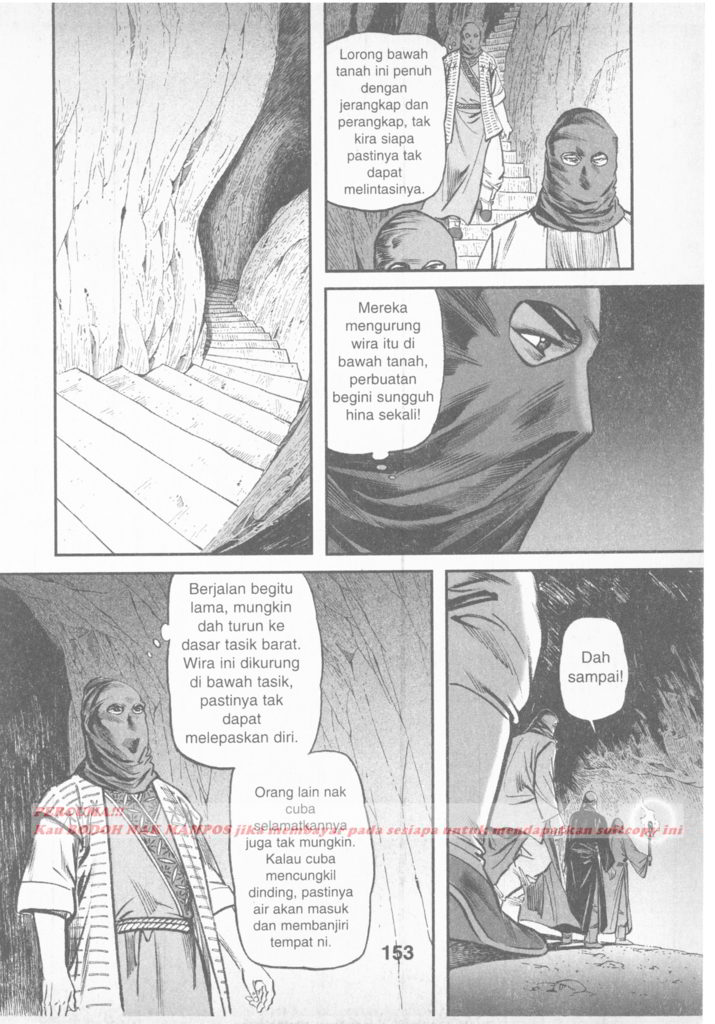 Lorong bawah
tanah ini penuh
dengan
jerangkap dan
perangkap, tak
kira siapa
pastinya tak
dapat
melintasinya.
Mereka
mengurung
wira itu di
bawah tanah,
perbuatan
begini sungguh
hina sekali!
Berjalan begitu
lama, mungkin
dah turun ke
dasar tasik barat.
Wira ini dikurung
di bawah tasik,
pastinya tak
dapat
melepaskan diri.
Orang lain nak
cuba
selamatkannya
juga tak mungkin.
Kalau cuba
mencungkil
dinding, pastinya
air akan masuk
dan membanjiri
tempat ni.
Dah
sampai!
PERCUMA!!!
Kau BODOH NAK MAMPOS jika membayar pada sesiapa untuk mendapatkan softcopy ini
153